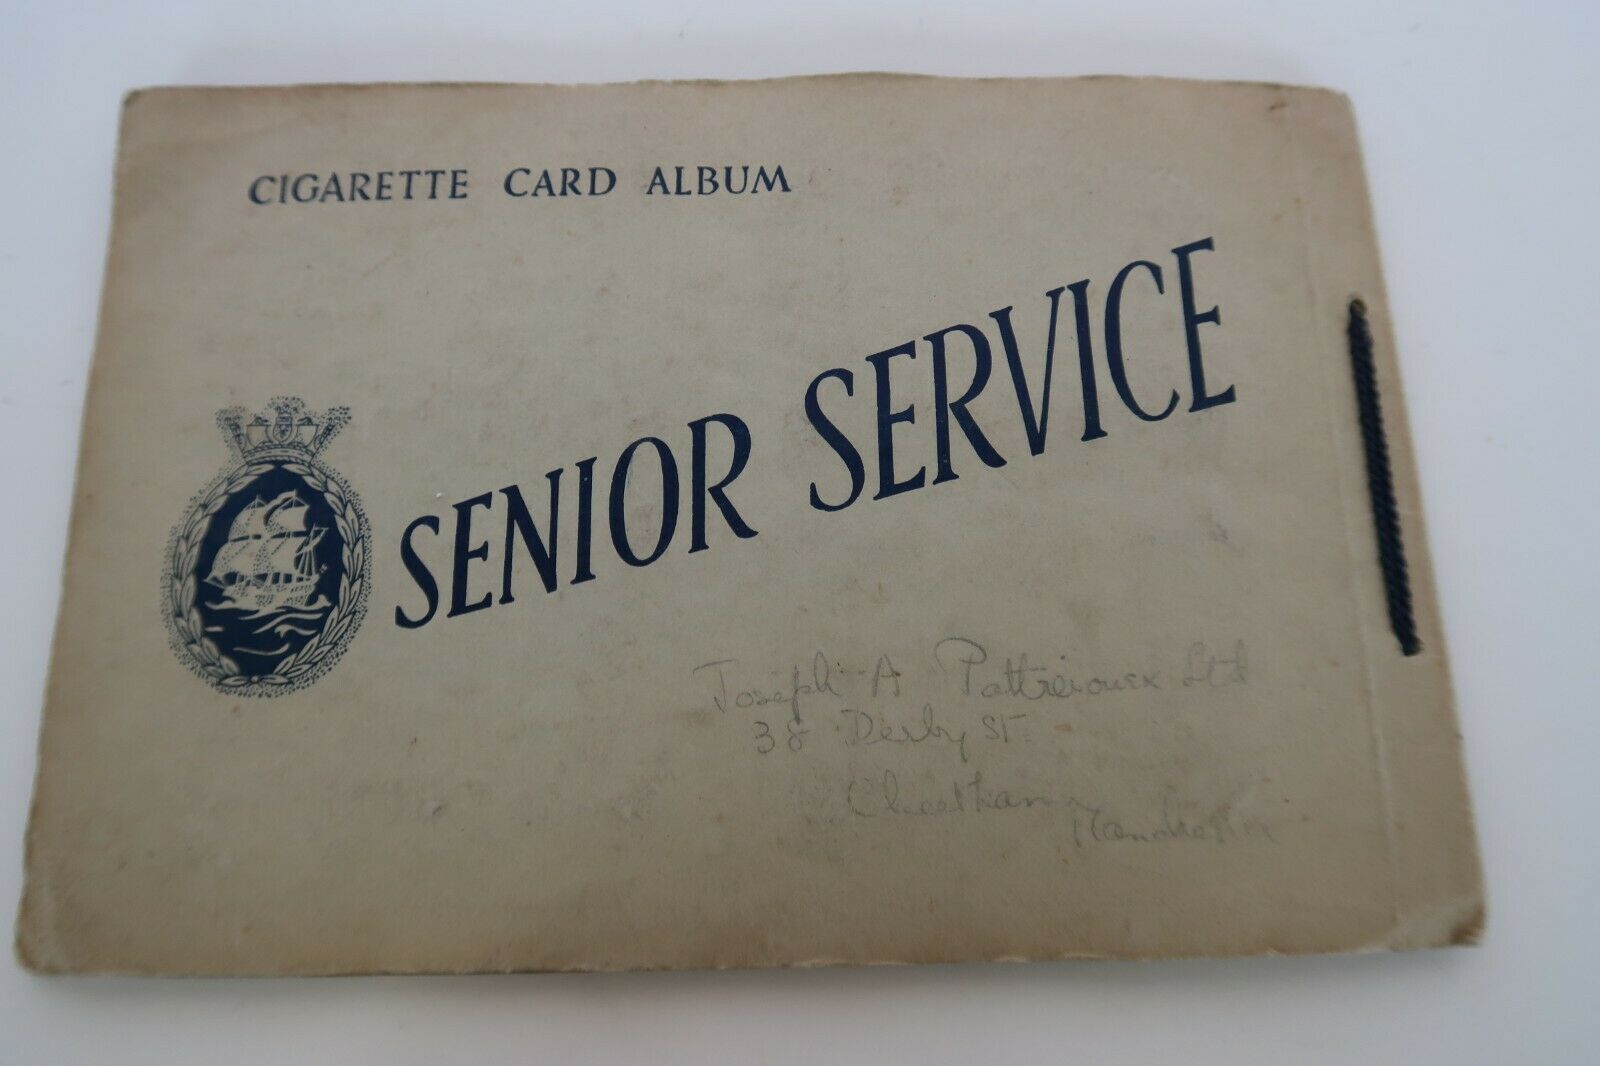 CIGARETTE CARD ALBUM
SENIOR SERVICE
Joseph A Pattreiouex Ltd
38 Derby St
Cheetham
Manchester